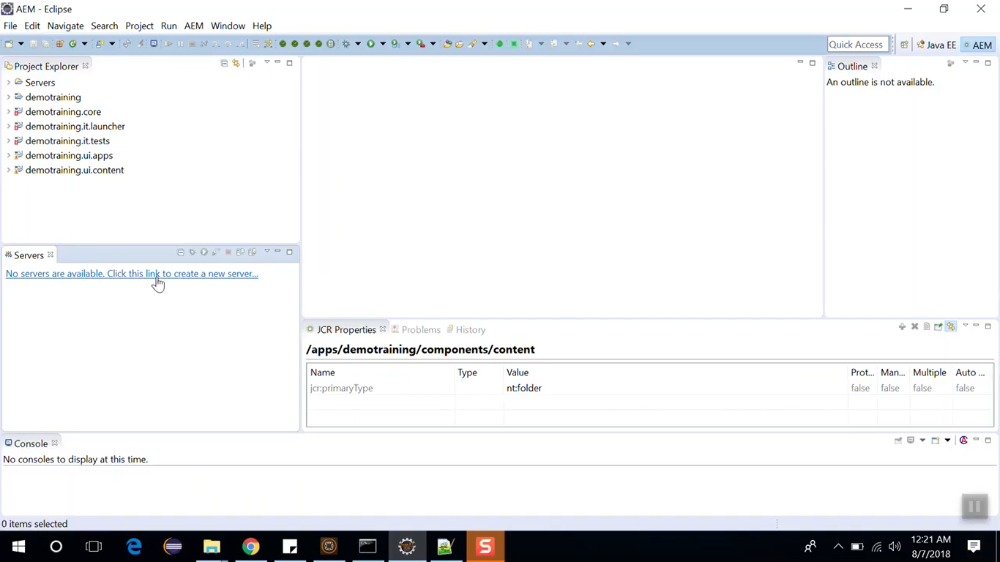 AEM - Eclipse
File Edit Navigate Search Project Run AEM Window Help
Quick Access Java EE AEM
Project Explorer
Servers
demotraining
demotraining.core
demotraining.it.launcher
demotraining.it.tests
demotraining.ui.apps
demotraining.ui.content
Servers
No servers are available. Click this link to create a new server...
Outline
An outline is not available.
JCR Properties Problems History
/apps/demotraining/components/content
Name Type Value Prot... Man... Multiple Auto ...
jcr:primaryType nt:folder false false false false
Console
No consoles to display at this time.
0 items selected
S
12:21 AM
8/7/2018